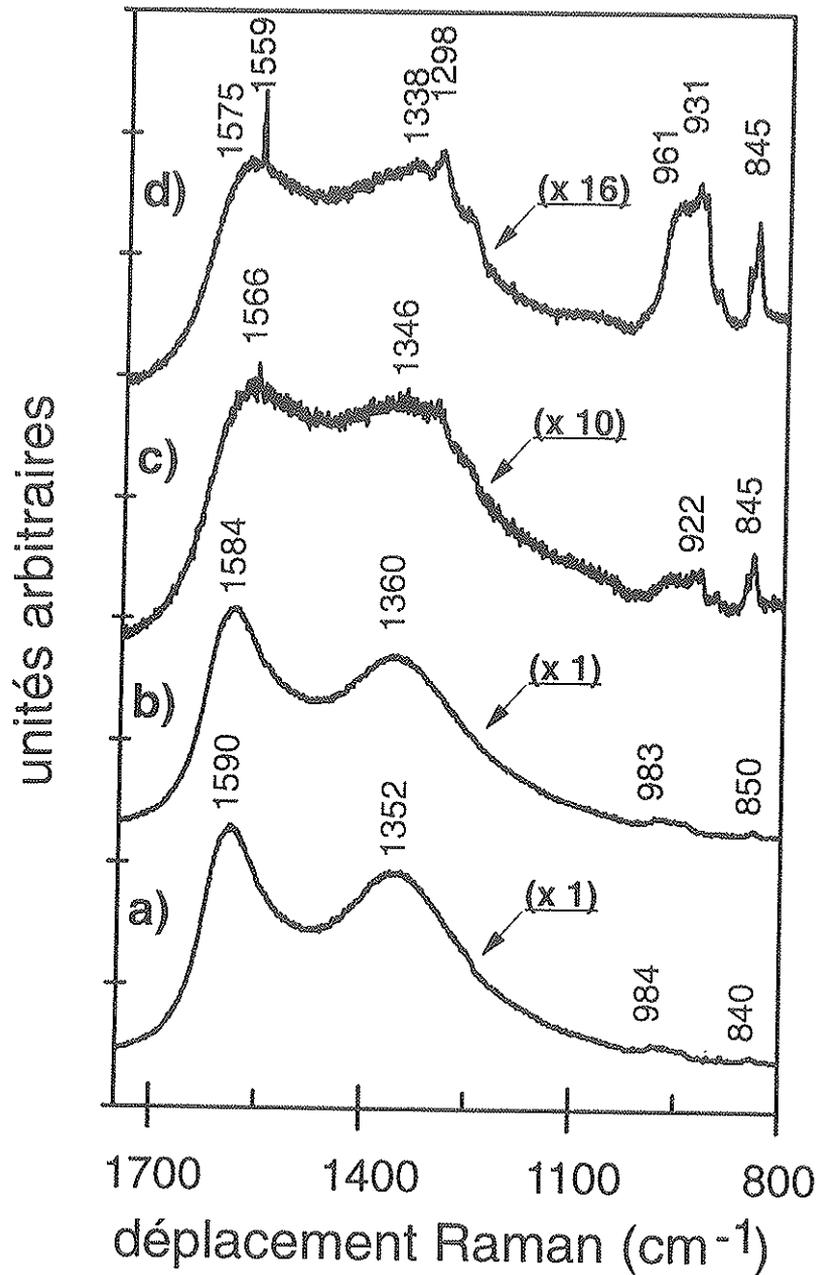 1575
1559
1338
1298
961
931
845
d)
(x 16)
1566
1346
c)
(x 10)
922
845
1584
1360
b)
(x 1)
983
850
1590
1352
a)
(x 1)
984
840
unités arbitraires
1700 1400 1100 800
déplacement Raman (cm⁻¹)